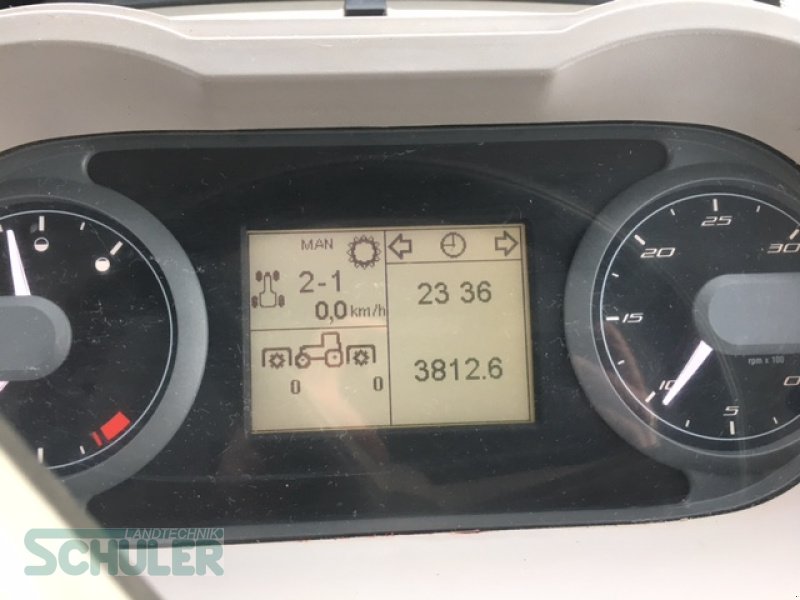 MAN
2-1
0,0 km/h
0 0
23 36
3812.6
30
25
20
15
10
5
0
rpm x 100
LANDTECHNIK
SCHULER